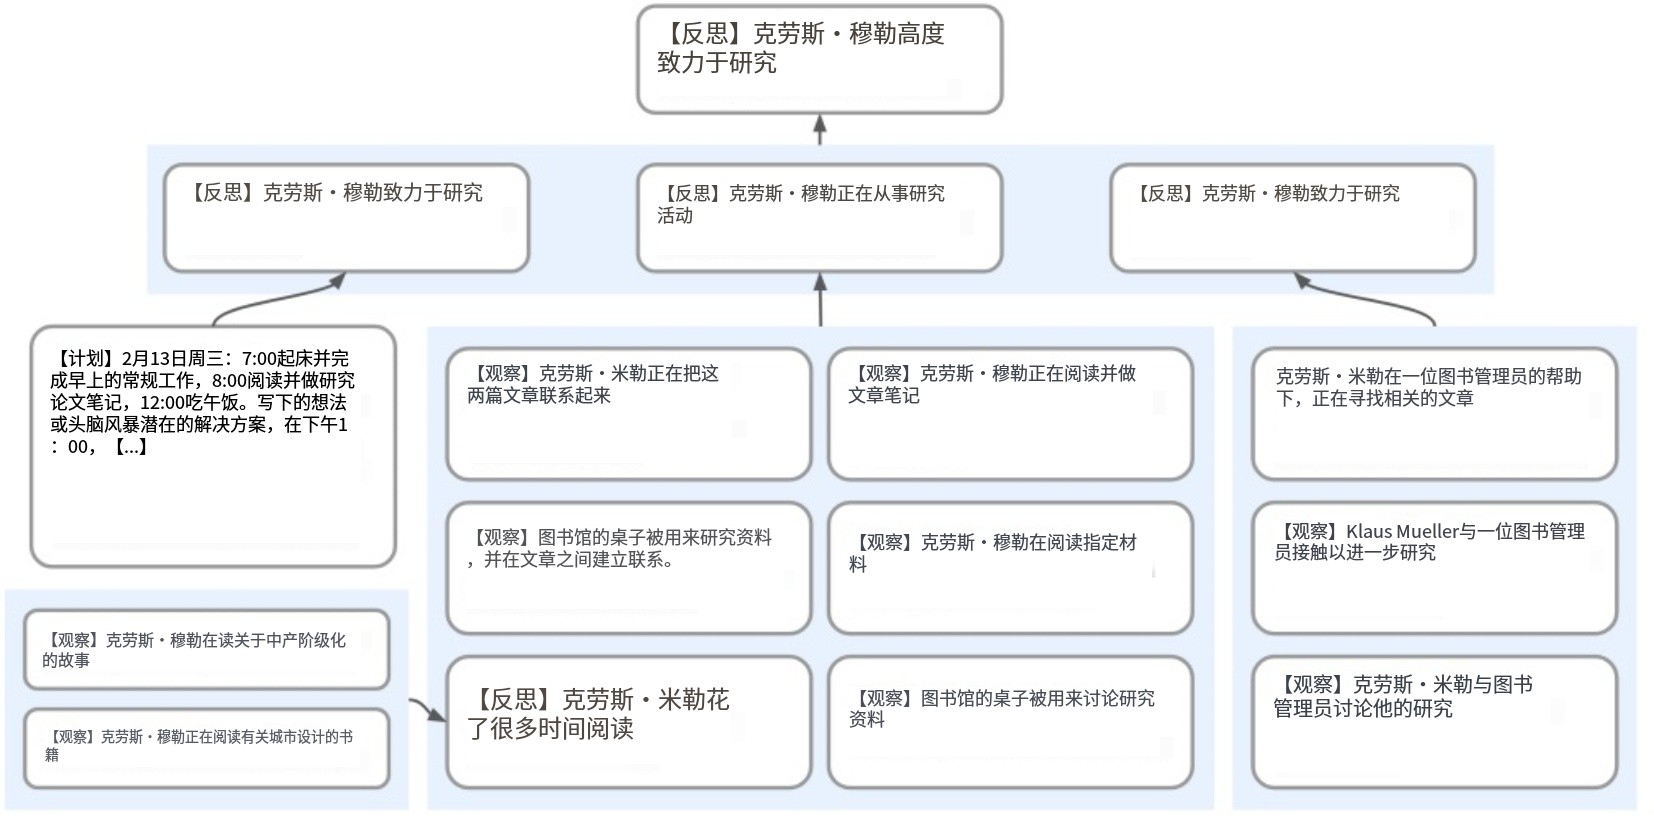 【反思】克劳斯·穆勒高度
致力于研究
【反思】克劳斯·穆勒致力于研究
【反思】克劳斯·穆勒正在从事研究
活动
【反思】克劳斯·穆勒致力于研究
【计划】2月13日周三：7:00起床并完
成早上的常规工作，8:00阅读并做研究
论文笔记，12:00吃午饭。写下的想法
或头脑风暴潜在的解决方案，在下午1
：00，【...】
【观察】克劳斯·穆勒在读关于中产阶级化
的故事
【观察】克劳斯·穆勒正在阅读有关城市设计的书
籍
【观察】克劳斯·米勒正在把这
两篇文章联系起来
【观察】克劳斯·穆勒正在阅读并做
文章笔记
【观察】图书馆的桌子被用来研究资料
，并在文章之间建立联系。
【观察】克劳斯·穆勒在阅读指定材
料
【反思】克劳斯·米勒花
了很多时间阅读
【观察】图书馆的桌子被用来讨论研究
资料
克劳斯·米勒在一位图书管理员的帮助
下，正在寻找相关的文章
【观察】Klaus Mueller与一位图书管理
员接触以进一步研究
【观察】克劳斯·米勒与图书
管理员讨论他的研究